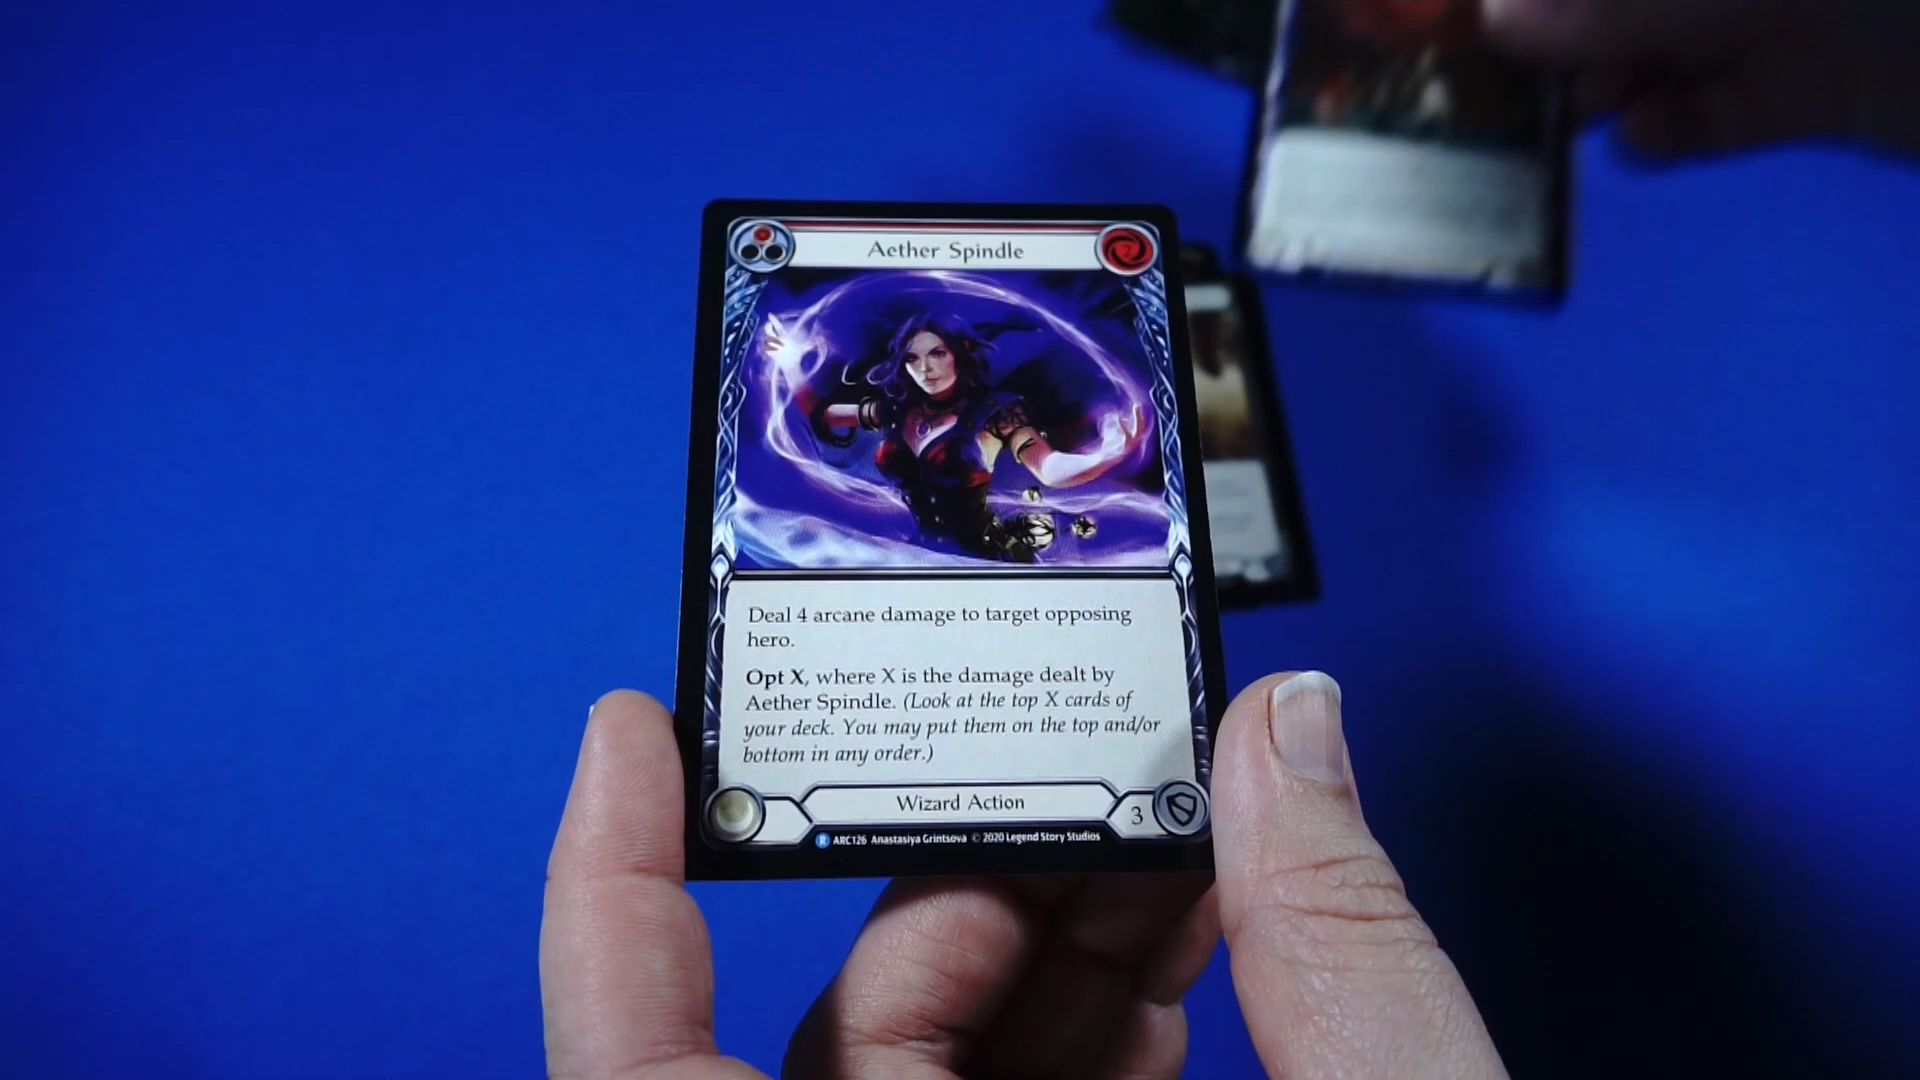 Aether Spindle
2
Deal 4 arcane damage to target opposing
hero.
Opt X, where X is the damage dealt by
Aether Spindle. (Look at the top X cards of
your deck. You may put them on the top and/or
bottom in any order.)
Wizard Action
3
R ARC126 Anastasiya Grintsova © 2020 Legend Story Studios